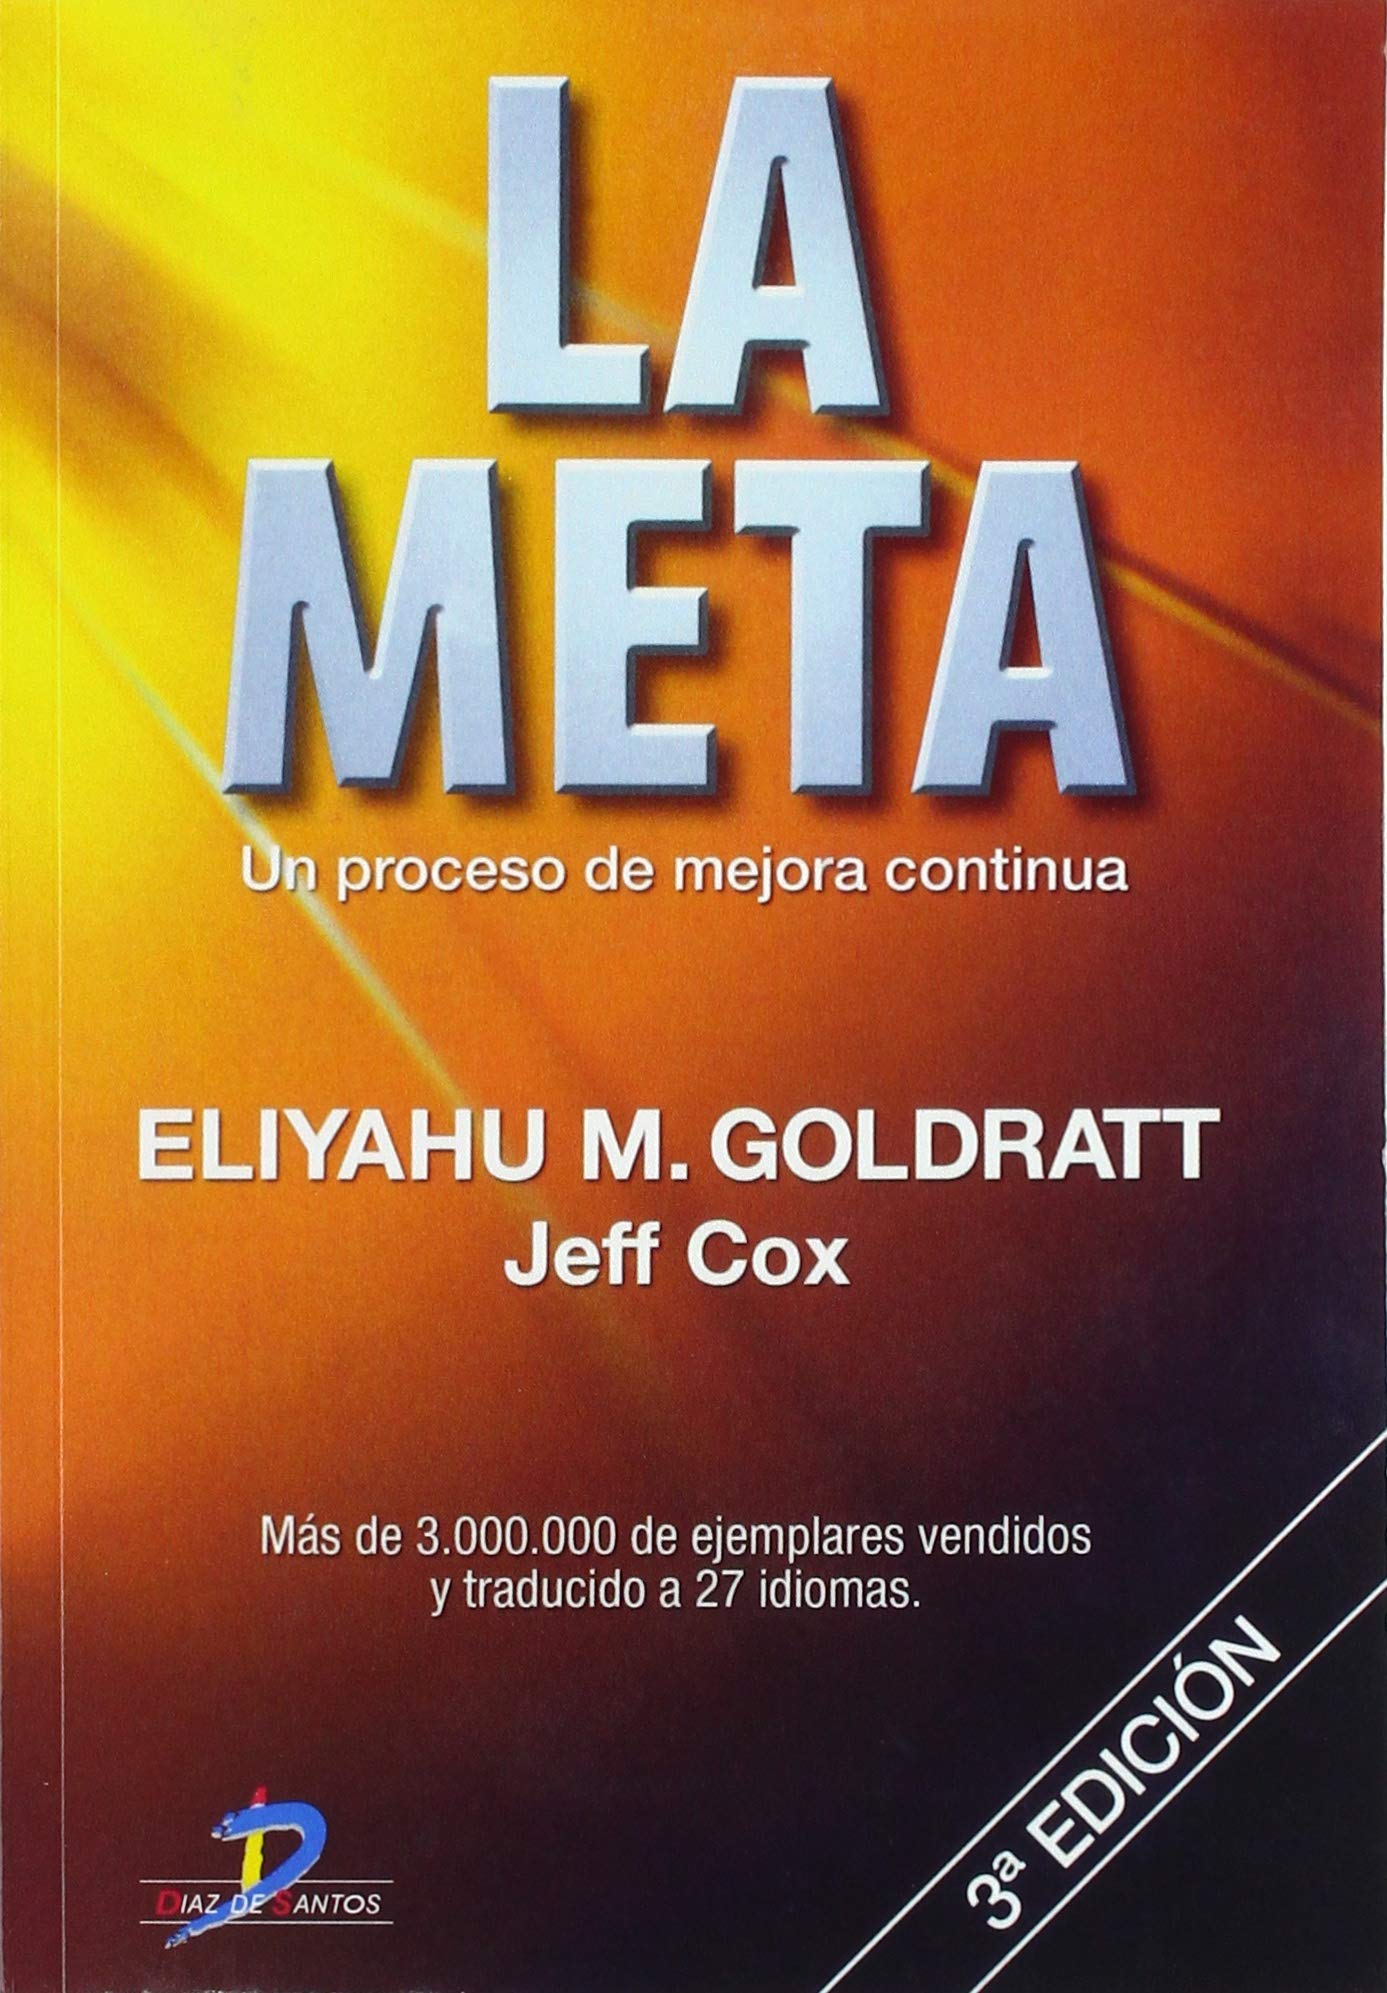 LA
META
Un proceso de mejora continua
ELIYAHU M. GOLDRATT
Jeff Cox
Más de 3.000.000 de ejemplares vendidos
y traducido a 27 idiomas.
3ª EDICIÓN
DIAZ DE SANTOS